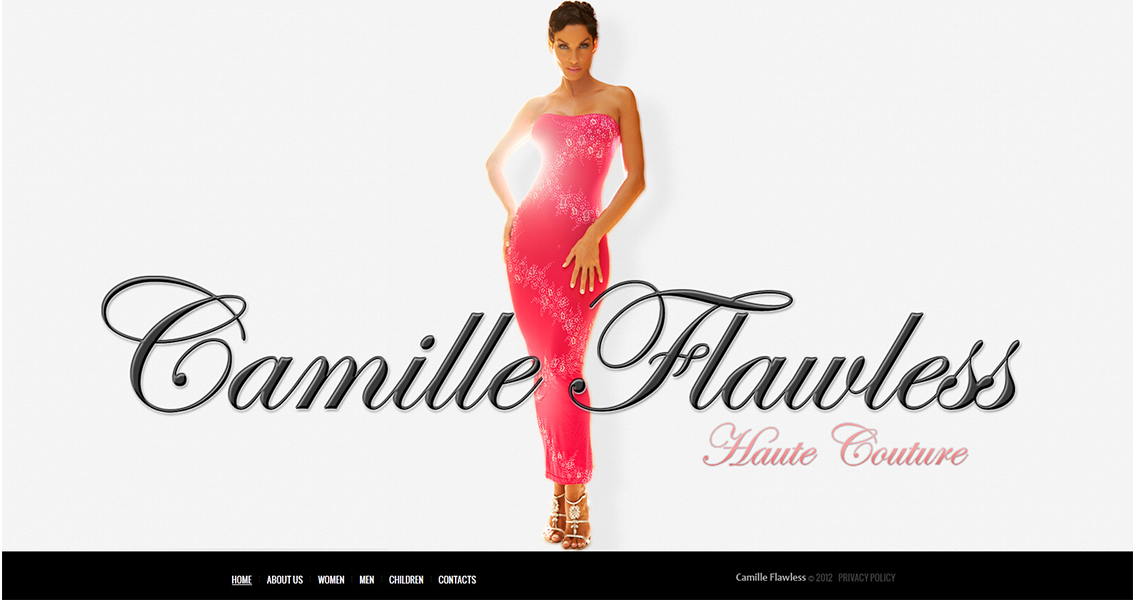 Camille Flawless
Haute Couture
HOME ABOUT US WOMEN MEN CHILDREN CONTACTS
Camille Flawless © 2012 PRIVACY POLICY